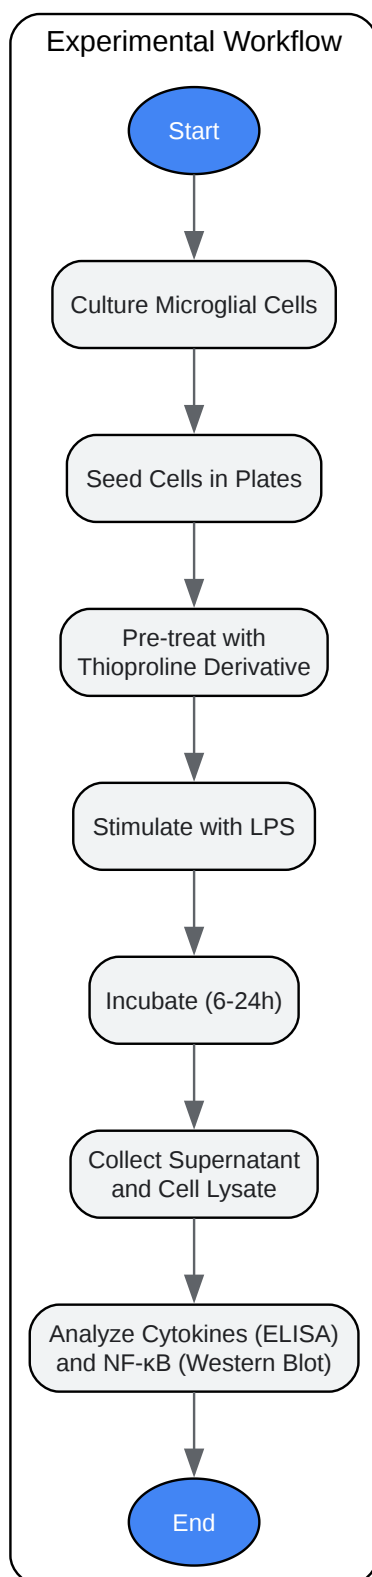 Experimental Workflow
Start
Culture Microglial Cells
Seed Cells in Plates
Pre-treat with
Thioproline Derivative
Stimulate with LPS
Incubate (6-24h)
Collect Supernatant
and Cell Lysate
Analyze Cytokines (ELISA)
and NF-κB (Western Blot)
End